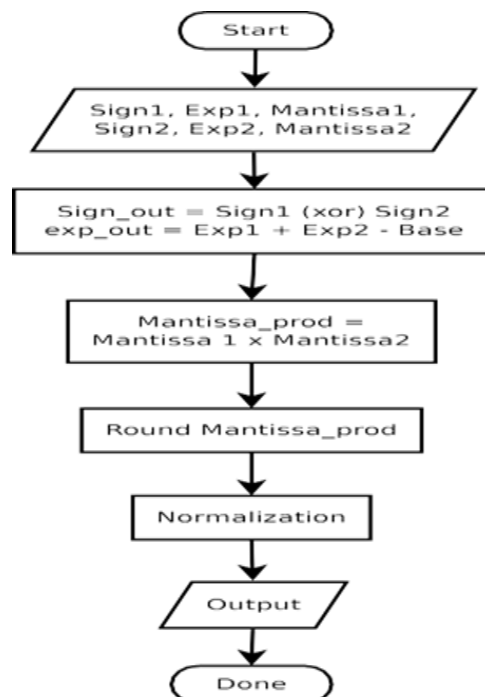 Start
Sign1, Exp1, Mantissa1,
Sign2, Exp2, Mantissa2
Sign_out = Sign1 (xor) Sign2
exp_out = Exp1 + Exp2 - Base
Mantissa_prod =
Mantissa 1 x Mantissa2
Round Mantissa_prod
Normalization
Output
Done